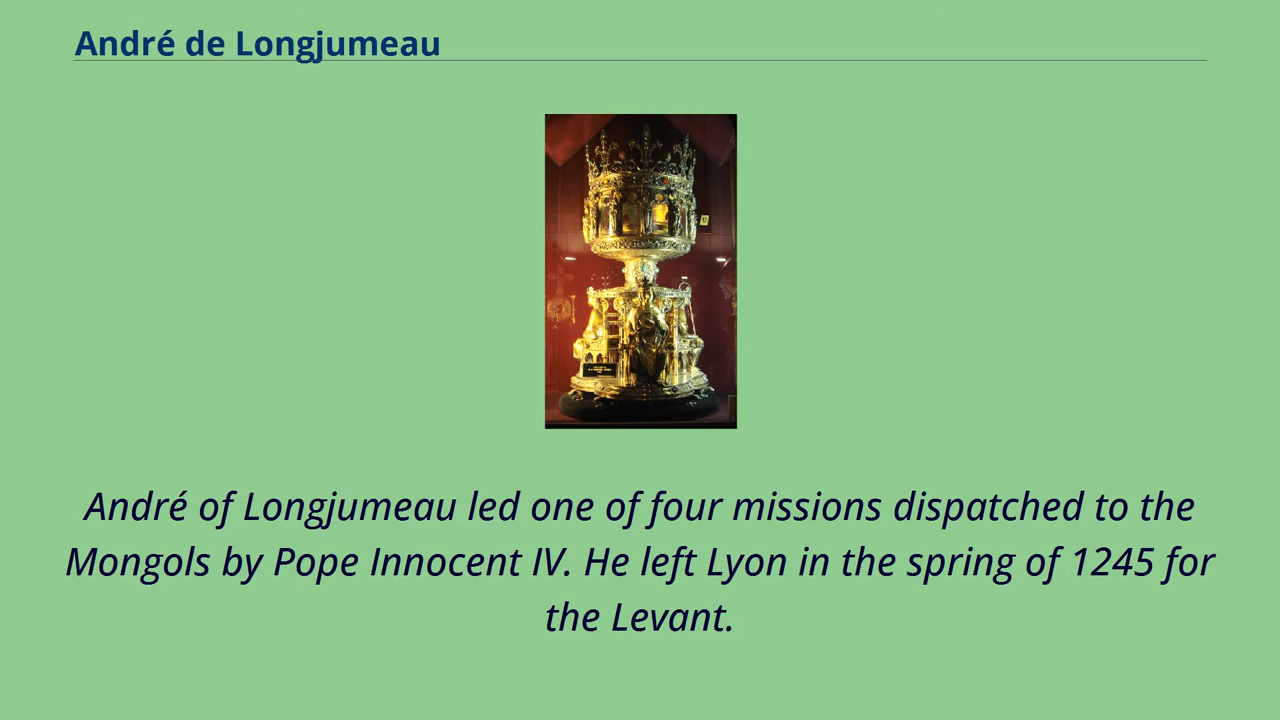 André de Longjumeau
André of Longjumeau led one of four missions dispatched to the
Mongols by Pope Innocent IV. He left Lyon in the spring of 1245 for
the Levant.